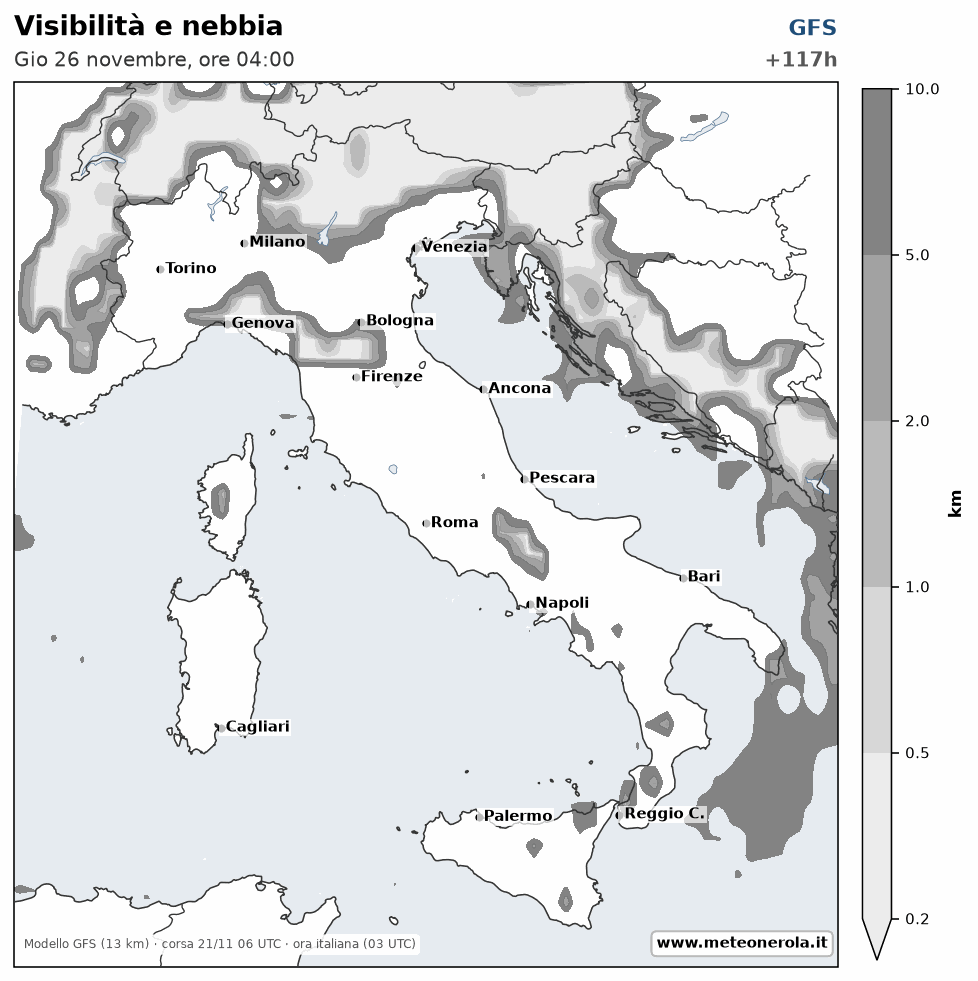 Visibilità e nebbia
GFS
Gio 26 novembre, ore 04:00
+117h
10.0
5.0
2.0
1.0
0.5
0.2
km
Milano
Venezia
Torino
Genova
Bologna
Firenze
Ancona
Pescara
Roma
Bari
Napoli
Cagliari
Palermo
Reggio C.
Modello GFS (13 km) · corsa 21/11 06 UTC · ora italiana (03 UTC)
www.meteonerola.it